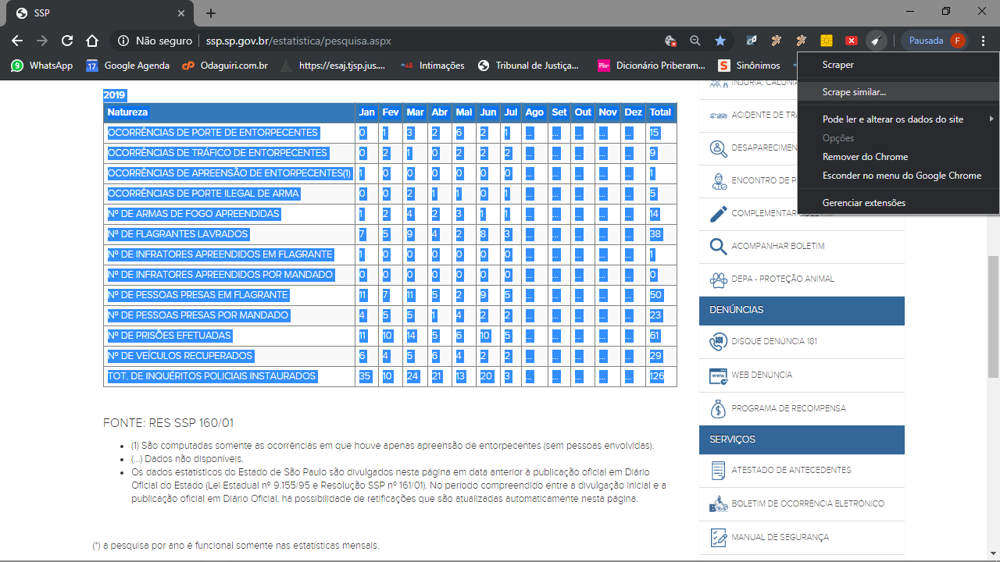 SSP
Não seguro
ssp.sp.gov.br/estatistica/pesquisa.aspx
Pausada F
WhatsApp
17 Google Agenda
Odaguiri.com.br
https://esaj.tjsp.jus....
Intimações
Tribunal de Justiça...
Dicionário Priberam...
S Sinônimos
Scraper
Scrape similar...
Pode ler e alterar os dados do site
Opções
Remover do Chrome
Esconder no menu do Google Chrome
Gerenciar extensões
2019
Natureza Jan Fev Mar Abr Mai Jun Jul Ago Set Out Nov Dez Total
OCORRÊNCIAS DE PORTE DE ENTORPECENTES 0 1 3 2 6 2 1 ... ... ... ... ... 15
OCORRÊNCIAS DE TRÁFICO DE ENTORPECENTES 0 2 1 0 2 2 2 ... ... ... ... ... 9
OCORRÊNCIAS DE APREENSÃO DE ENTORPECENTES(1) 1 0 0 0 0 0 0 ... ... ... ... ... 1
OCORRÊNCIAS DE PORTE ILEGAL DE ARMA 0 0 2 1 1 0 1 ... ... ... ... ... 5
Nº DE ARMAS DE FOGO APREENDIDAS 1 2 4 2 3 1 1 ... ... ... ... ... 14
Nº DE FLAGRANTES LAVRADOS 7 5 9 4 2 8 3 ... ... ... ... ... 38
Nº DE INFRATORES APREENDIDOS EM FLAGRANTE 1 0 0 0 0 0 0 ... ... ... ... ... 1
Nº DE INFRATORES APREENDIDOS POR MANDADO 0 0 0 0 0 0 0 ... ... ... ... ... 0
Nº DE PESSOAS PRESAS EM FLAGRANTE 11 7 11 5 2 9 5 ... ... ... ... ... 50
Nº DE PESSOAS PRESAS POR MANDADO 4 5 5 1 4 2 2 ... ... ... ... ... 23
Nº DE PRISÕES EFETUADAS 11 10 14 5 6 10 5 ... ... ... ... ... 61
Nº DE VEÍCULOS RECUPERADOS 6 4 5 6 4 2 2 ... ... ... ... ... 29
TOT. DE INQUÉRITOS POLICIAIS INSTAURADOS 35 10 24 21 13 20 3 ... ... ... ... ... 126
FONTE: RES SSP 160/01
(1) São computadas somente as ocorrências em que houve apenas apreensão de entorpecentes (sem pessoas envolvidas).
(...) Dados não disponíveis.
Os dados estatísticos do Estado de São Paulo são divulgados nesta página em data anterior à publicação oficial em Diário
Oficial do Estado (Lei Estadual nº 9.155/95 e Resolução SSP nº 161/01). No período compreendido entre a divulgação inicial e a
publicação oficial em Diário Oficial, há possibilidade de retificações que são atualizadas automaticamente nesta página.
(*) a pesquisa por ano é funcional somente nas estatísticas mensais.
INJÚRIA, CALÚNIA
ACIDENTE DE TRÂ
DESAPARECIMEN
ENCONTRO DE P
COMPLEMENTAR BOLETIM
ACOMPANHAR BOLETIM
DEPA - PROTEÇÃO ANIMAL
DENÚNCIAS
181 DISQUE DENÚNCIA 181
www WEB DENÚNCIA
$ PROGRAMA DE RECOMPENSA
SERVIÇOS
ATESTADO DE ANTECEDENTES
BOLETIM DE OCORRÊNCIA ELETRÔNICO
MANUAL DE SEGURANÇA